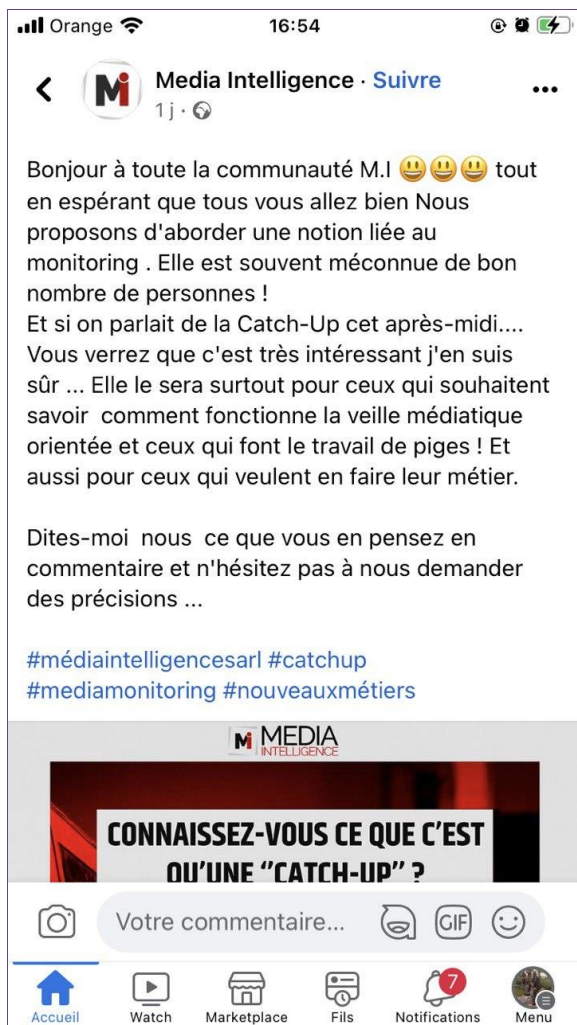 Orange 16:54
Media Intelligence · Suivre
1 j ·
Bonjour à toute la communauté M.I 😃😃😃 tout
en espérant que tous vous allez bien Nous
proposons d'aborder une notion liée au
monitoring . Elle est souvent méconnue de bon
nombre de personnes !
Et si on parlait de la Catch-Up cet après-midi....
Vous verrez que c'est très intéressant j'en suis
sûr ... Elle le sera surtout pour ceux qui souhaitent
savoir comment fonctionne la veille médiatique
orientée et ceux qui font le travail de piges ! Et
aussi pour ceux qui veulent en faire leur métier.
Dites-moi nous ce que vous en pensez en
commentaire et n'hésitez pas à nous demander
des précisions ...
#médiaintelligencesarl #catchup
#mediamonitoring #nouveauxmétiers
Mi MEDIA
INTELLIGENCE
CONNAISSEZ-VOUS CE QUE C'EST
QU'UNE "CATCH-UP" ?
Votre commentaire... GIF
7
Accueil Watch Marketplace Fils Notifications Menu